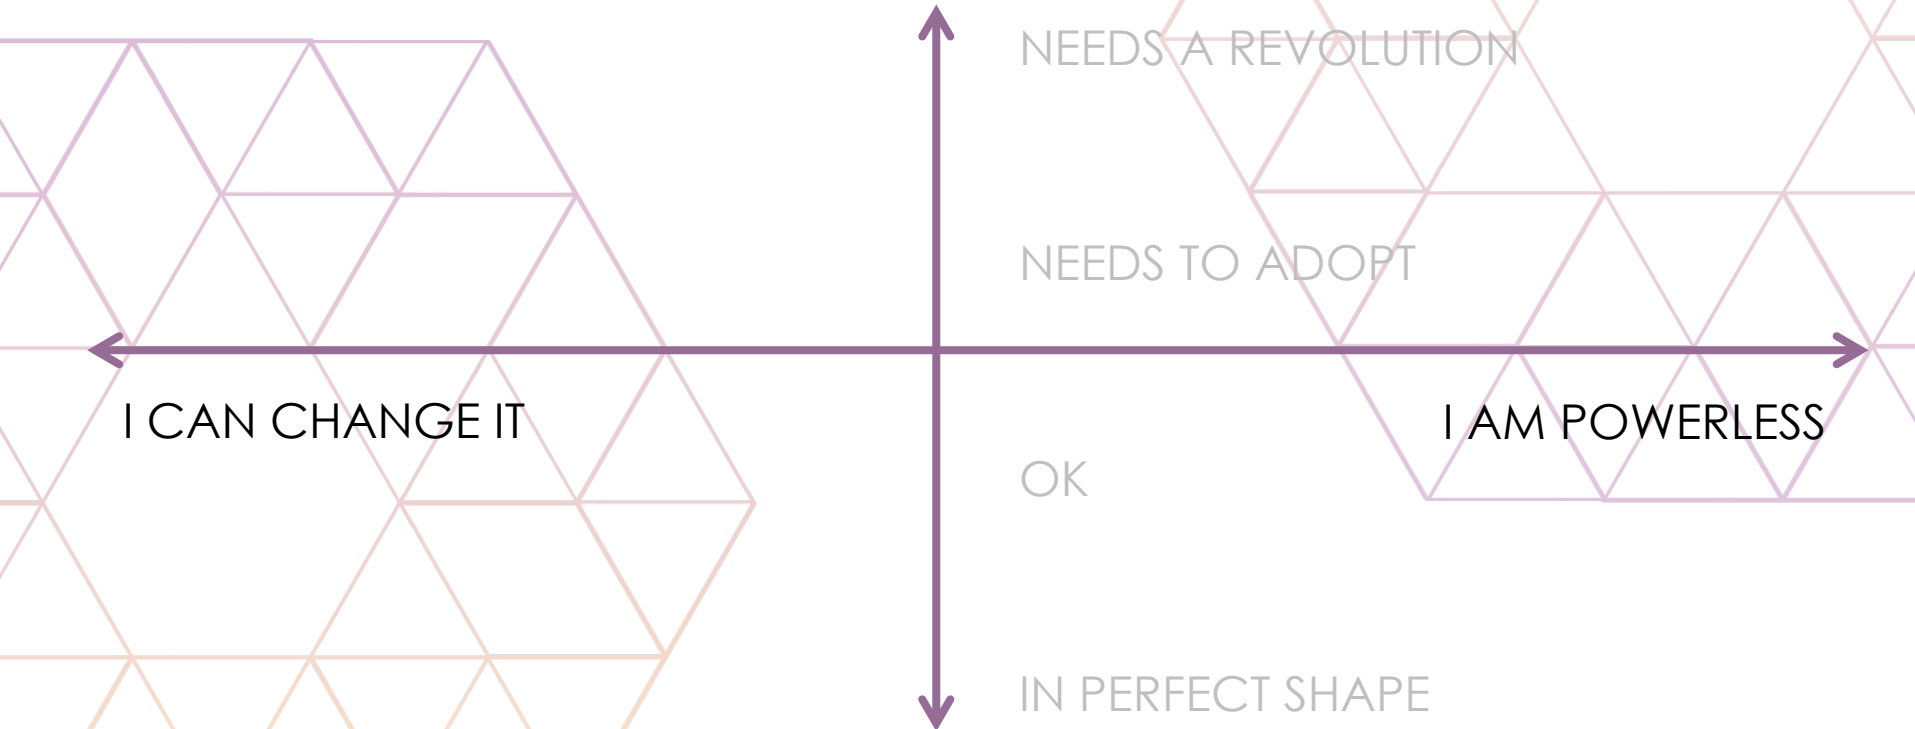 NEEDS A REVOLUTION
NEEDS TO ADOPT
I CAN CHANGE IT
I AM POWERLESS
OK
IN PERFECT SHAPE